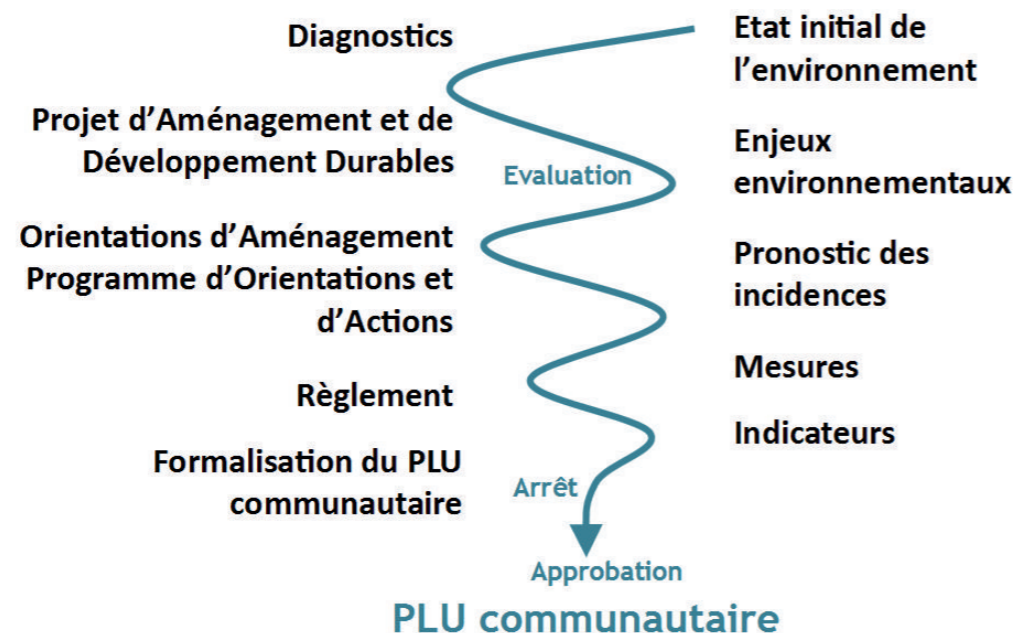 Diagnostics
Projet d’Aménagement et de
Développement Durables
Orientations d’Aménagement
Programme d’Orientations et
d’Actions
Règlement
Formalisation du PLU
communautaire
Evaluation
Arrêt
Etat initial de
l’environnement
Enjeux
environnementaux
Pronostic des
incidences
Mesures
Indicateurs
Approbation
PLU communautaire